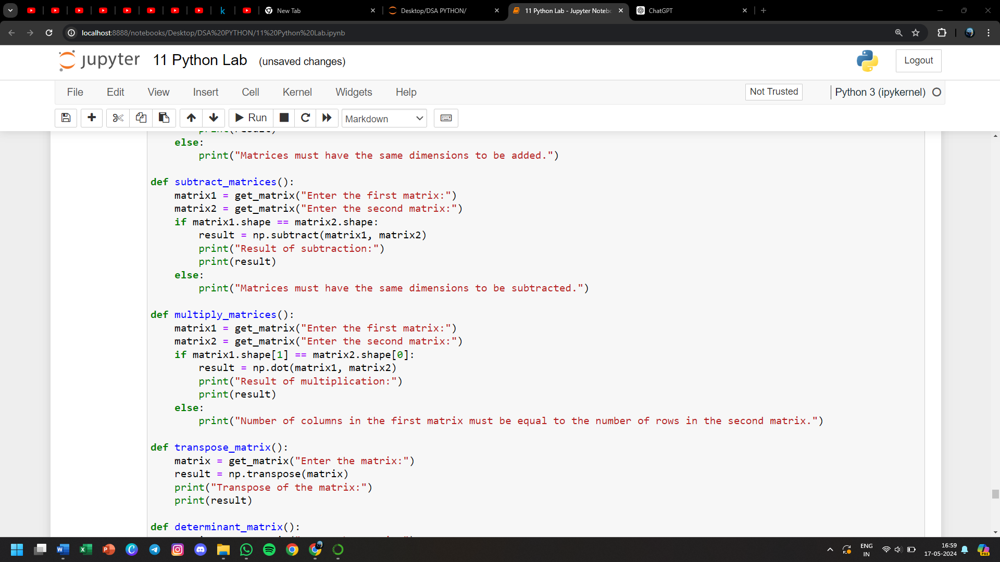 New Tab
Desktop/DSA PYTHON/
11 Python Lab - Jupyter Notebo
ChatGPT
localhost:8888/notebooks/Desktop/DSA%20PYTHON/11%20Python%20Lab.ipynb
jupyter 11 Python Lab (unsaved changes)
Logout
File Edit View Insert Cell Kernel Widgets Help
Not Trusted
Python 3 (ipykernel)
Run
Markdown
print(result)
else:
print("Matrices must have the same dimensions to be added.")
def subtract_matrices():
matrix1 = get_matrix("Enter the first matrix:")
matrix2 = get_matrix("Enter the second matrix:")
if matrix1.shape == matrix2.shape:
result = np.subtract(matrix1, matrix2)
print("Result of subtraction:")
print(result)
else:
print("Matrices must have the same dimensions to be subtracted.")
def multiply_matrices():
matrix1 = get_matrix("Enter the first matrix:")
matrix2 = get_matrix("Enter the second matrix:")
if matrix1.shape[1] == matrix2.shape[0]:
result = np.dot(matrix1, matrix2)
print("Result of multiplication:")
print(result)
else:
print("Number of columns in the first matrix must be equal to the number of rows in the second matrix.")
def transpose_matrix():
matrix = get_matrix("Enter the matrix:")
result = np.transpose(matrix)
print("Transpose of the matrix:")
print(result)
def determinant_matrix():
ENG
IN
16:59
17-05-2024